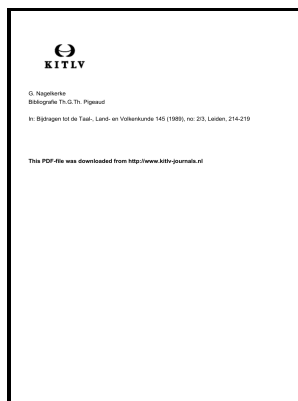 KITLV
G. Nagelkerke
Bibliografie Th.G.Th. Pigeaud
In: Bijdragen tot de Taal-, Land- en Volkenkunde 145 (1989), no: 2/3, Leiden, 214-219
This PDF-file was downloaded from http://www.kitlv-journals.nl